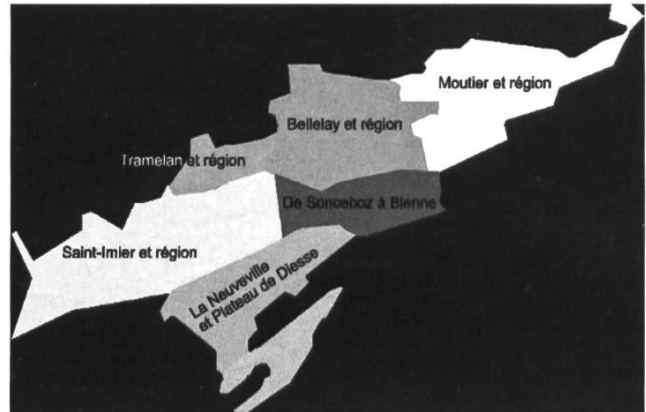 Moutier et région
Bellelay et région
Tramelan et région
De Sonceboz à Bienne
Saint-Imier et région
La Neuveville
et Plateau de Diesse